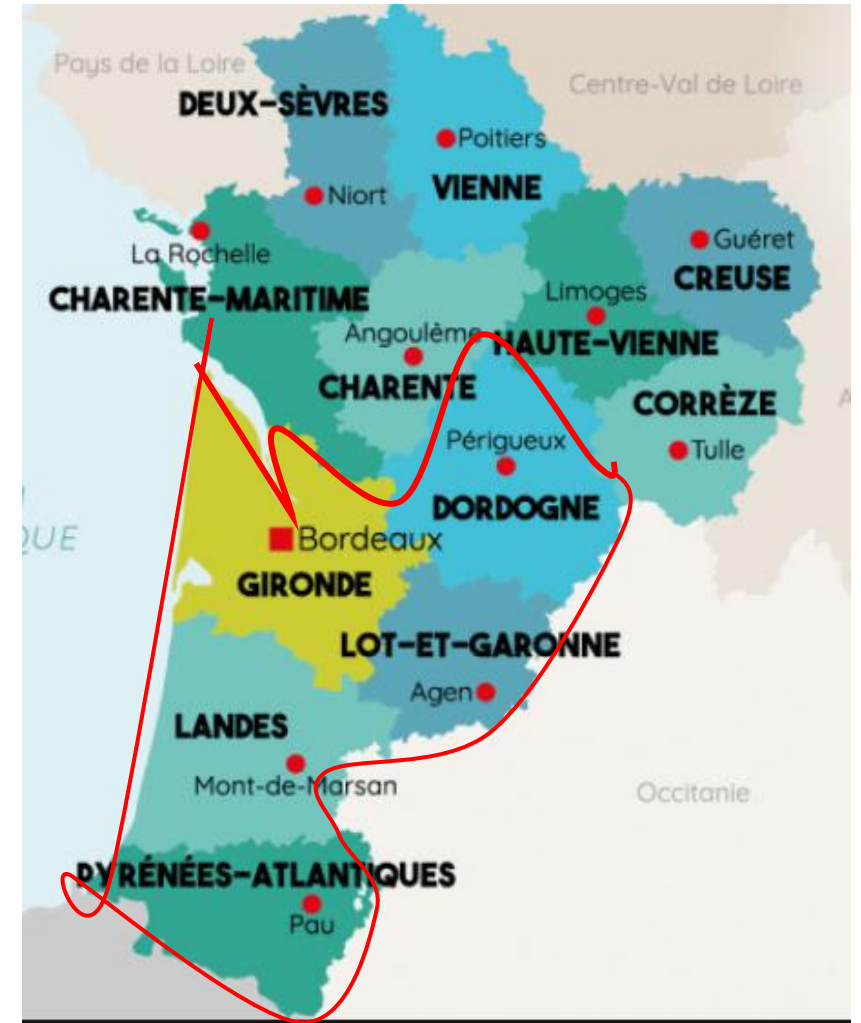 Pays de la Loire
Centre-Val de Loire
DEUX-SÈVRES
Poitiers
VIENNE
Niort
La Rochelle
Guéret
CREUSE
CHARENTE-MARITIME
Limoges
Angoulême
HAUTE-VIENNE
CHARENTE
CORRÈZE
A
Périgueux
Tulle
DORDOGNE
QUE
Bordeaux
GIRONDE
LOT-ET-GARONNE
Agen
LANDES
Mont-de-Marsan
Occitanie
PYRÉNÉES-ATLANTIQUES
Pau